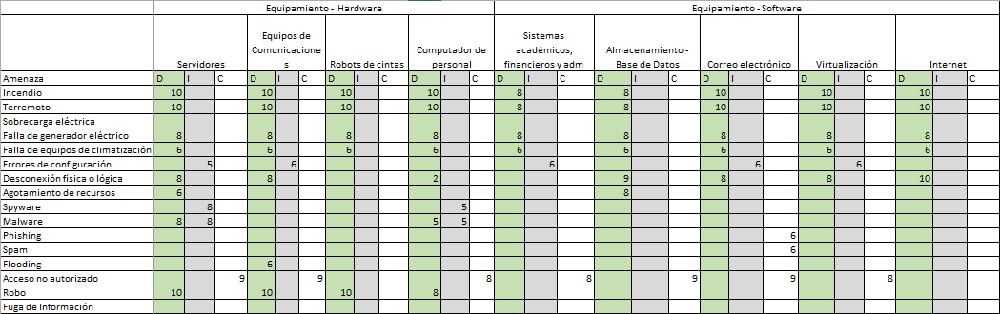 Equipamiento - Hardware Equipamiento - Software
Servidores Equipos de Comunicaciones Robots de cintas Computador de personal Sistemas académicos, financieros y adm Almacenamiento - Base de Datos Correo electrónico Virtualización Internet
Amenaza D I C D I C D I C D I C D I C D I C D I C D I C D I C
Incendio 10 10 10 10 8 8 10 10 10
Terremoto 10 10 10 10 8 8 10 10 10
Sobrecarga eléctrica
Falla de generador eléctrico 8 8 8 8 8 8 8 8 8
Falla de equipos de climatización 6 6 6 6 6 6 6 6 6
Errores de configuración 5 6 6 6 6
Desconexión física o lógica 8 8 2 9 8 8 10
Agotamiento de recursos 6 8
Spyware 8 5
Malware 8 8 5 5
Phishing 6
Spam 6
Flooding 6
Acceso no autorizado 9 9 8 8 9 9 8
Robo 10 10 10 8
Fuga de Información